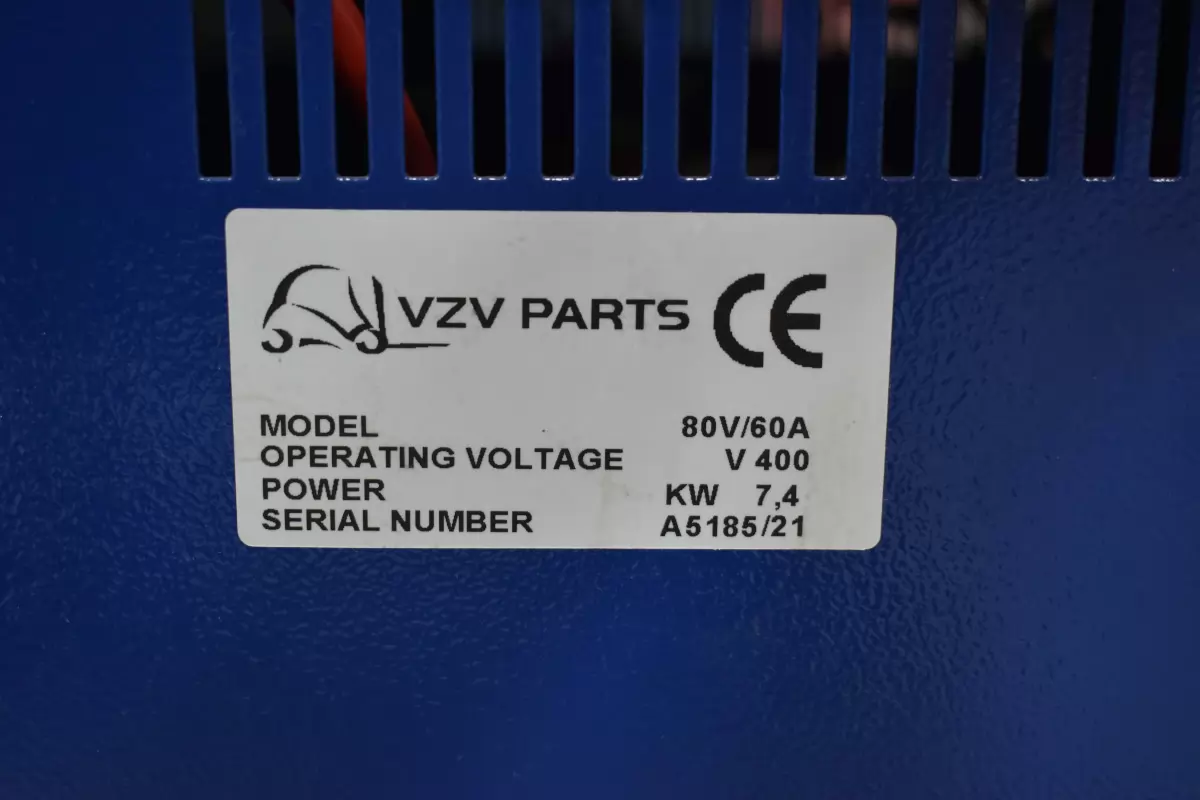 VZV PARTS CE
MODEL 80V/60A
OPERATING VOLTAGE V 400
POWER KW 7,4
SERIAL NUMBER A5185/21